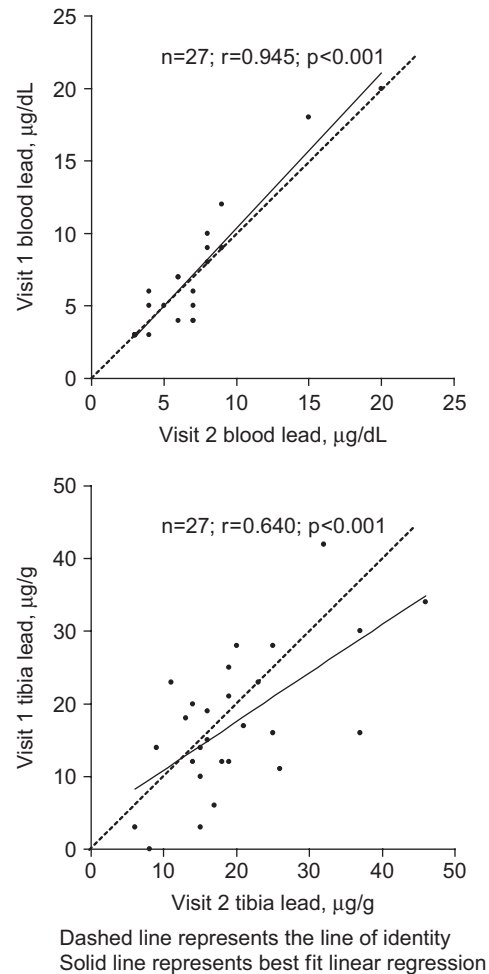 25
n=27; r=0.945; p<0.001
20
15
10
5
0
Visit 1 blood lead, μg/dL
0 5 10 15 20 25
Visit 2 blood lead, μg/dL
50
n=27; r=0.640; p<0.001
40
30
20
10
0
Visit 1 tibia lead, μg/g
0 10 20 30 40 50
Visit 2 tibia lead, μg/g
Dashed line represents the line of identity
Solid line represents best fit linear regression